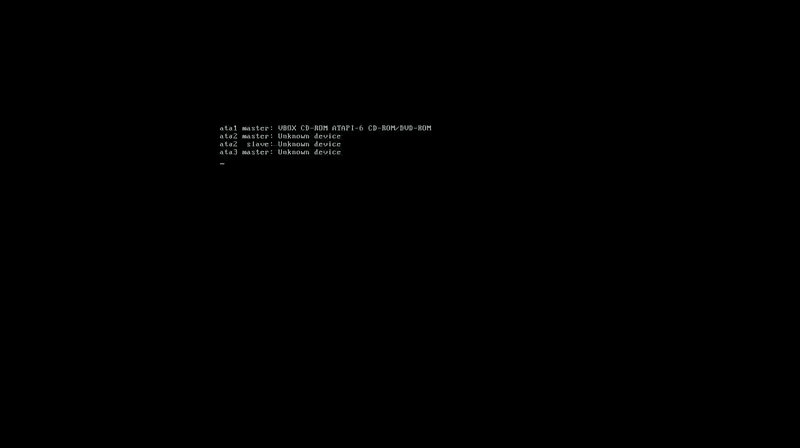 ata1 master: VBOX CD-ROM ATAPI-6 CD-ROM/DVD-ROM
ata2 master: Unknown device
ata2  slave: Unknown device
ata3 master: Unknown device
_